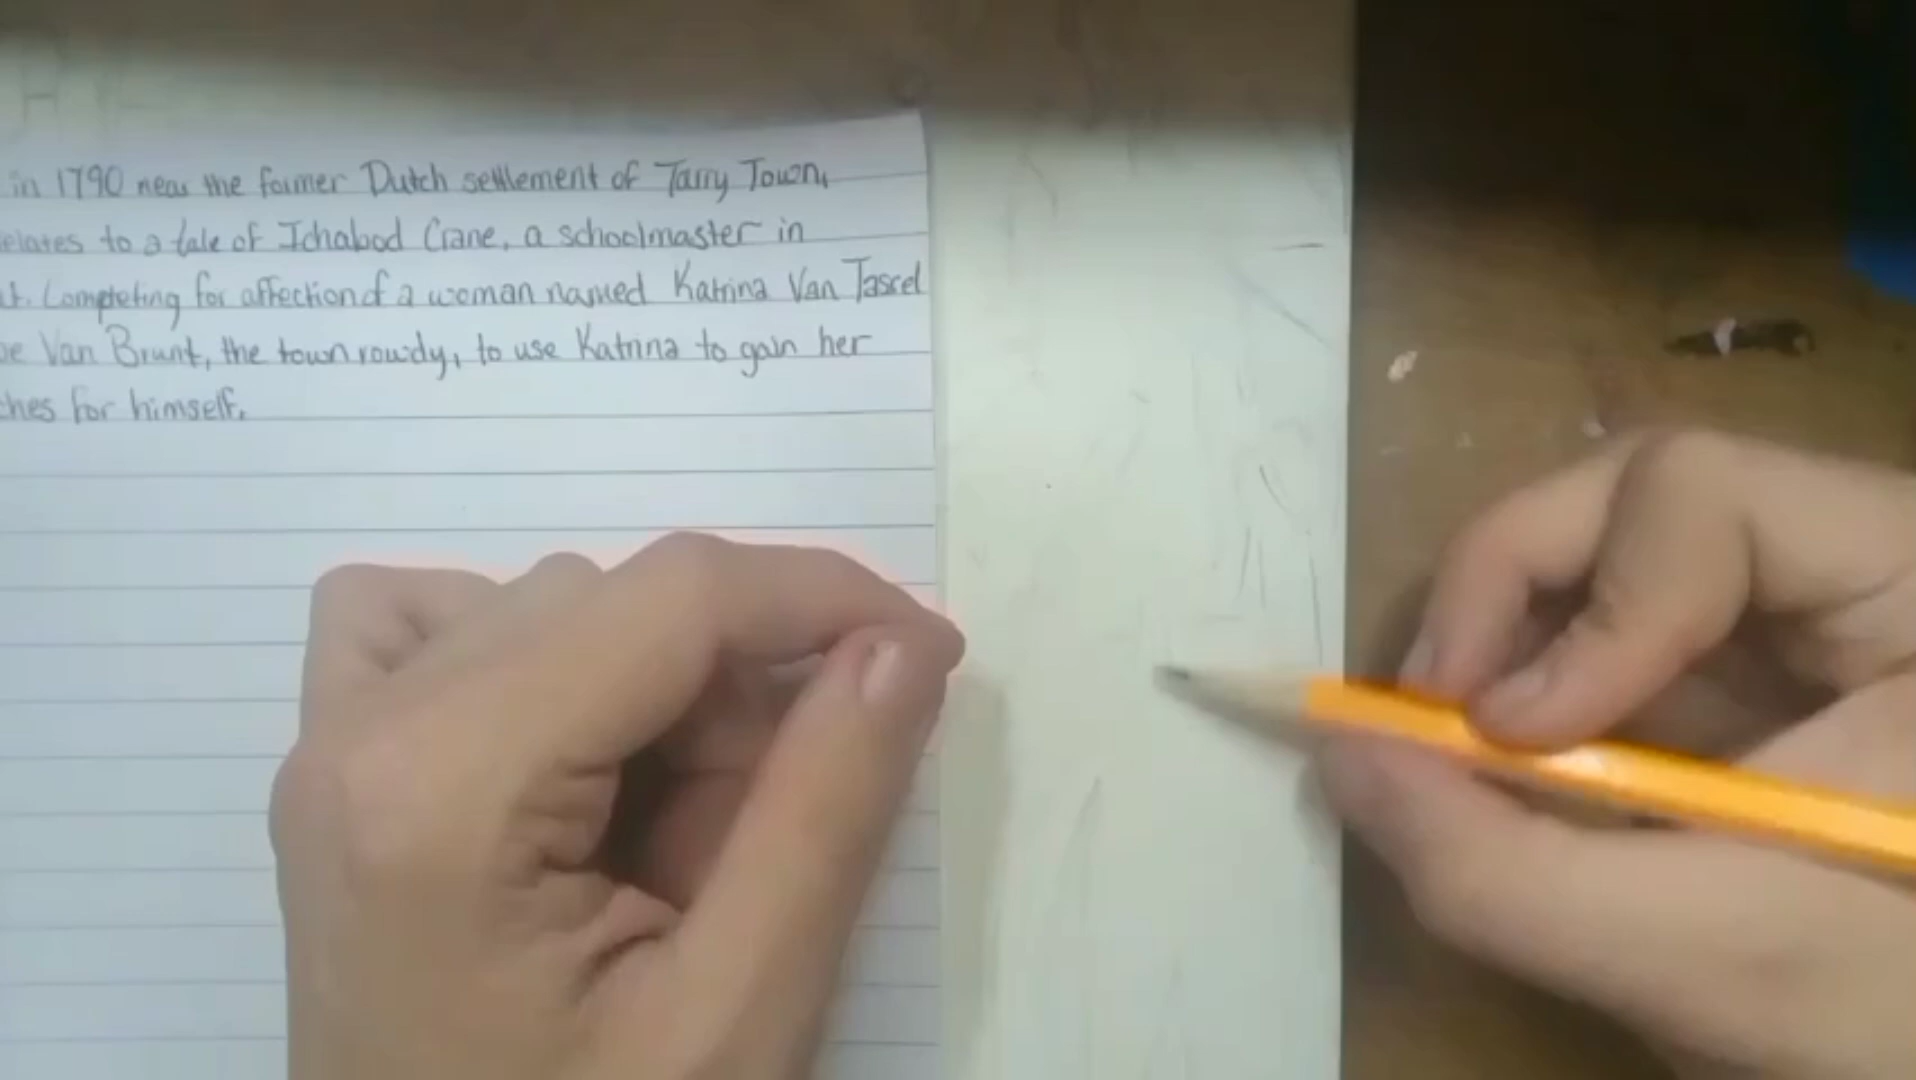 in 1790 near the former Dutch settlement of Tarry Town,
elates to a tale of Ichabod Crane, a schoolmaster in
Competing for affection of a woman named Katrina Van Tassel
Van Brunt, the town rowdy, to use Katrina to gain her
ches for himself.